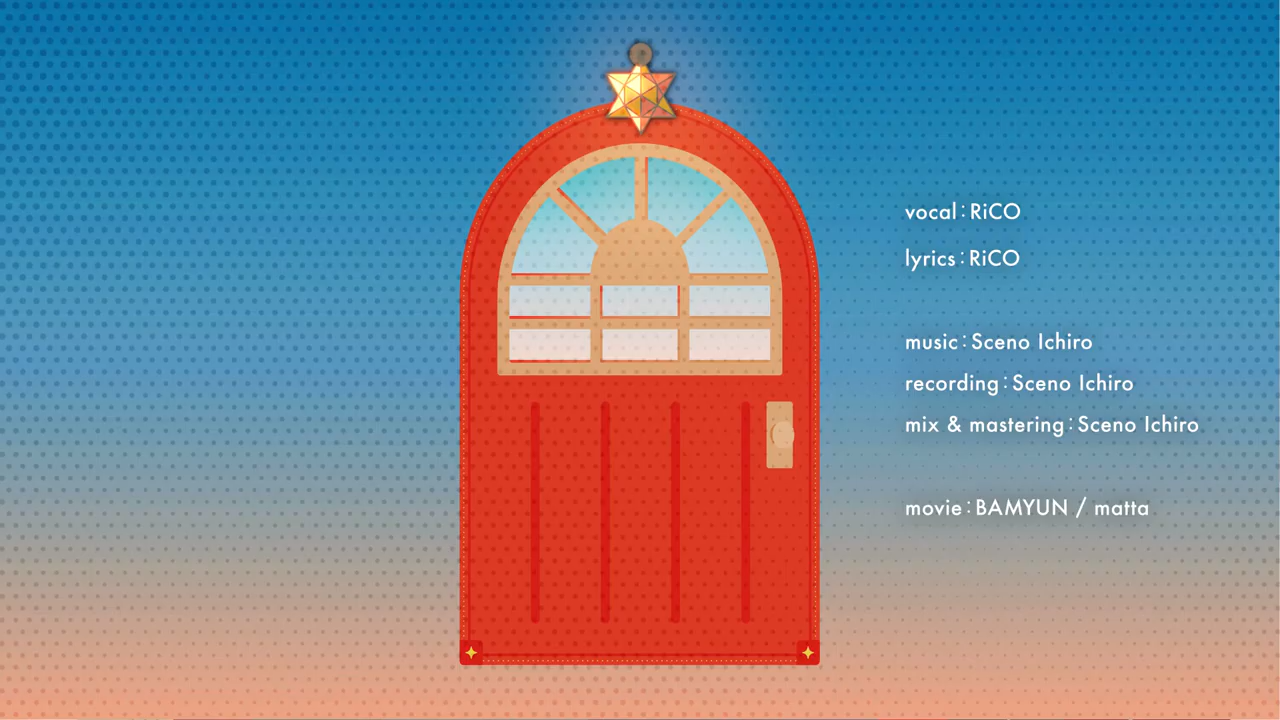 vocal:RiCO
lyrics:RiCO
music:Sceno Ichiro
recording:Sceno Ichiro
mix & mastering:Sceno Ichiro
movie:BAMYUN / matta